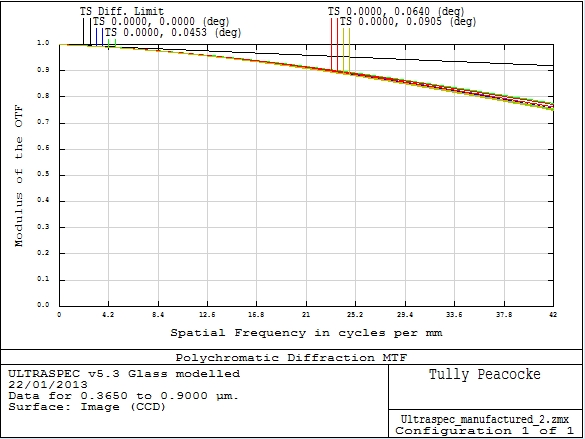 TS Diff. Limit
TS 0.0000, 0.0000 (deg)
TS 0.0000, 0.0453 (deg)
TS 0.0000, 0.0640 (deg)
TS 0.0000, 0.0905 (deg)
1.0
0.9
0.8
0.7
0.6
0.5
0.4
0.3
0.2
0.1
0.0
Modulus of the OTF
0 4.2 8.4 12.6 16.8 21 25.2 29.4 33.6 37.8 42
Spatial Frequency in cycles per mm
Polychromatic Diffraction MTF
ULTRASPEC v5.3 Glass modelled
22/01/2013
Data for 0.3650 to 0.9000 µm.
Surface: Image (CCD)
Tully Peacocke
Ultraspec_manufactured_2.zmx
Configuration 1 of 1